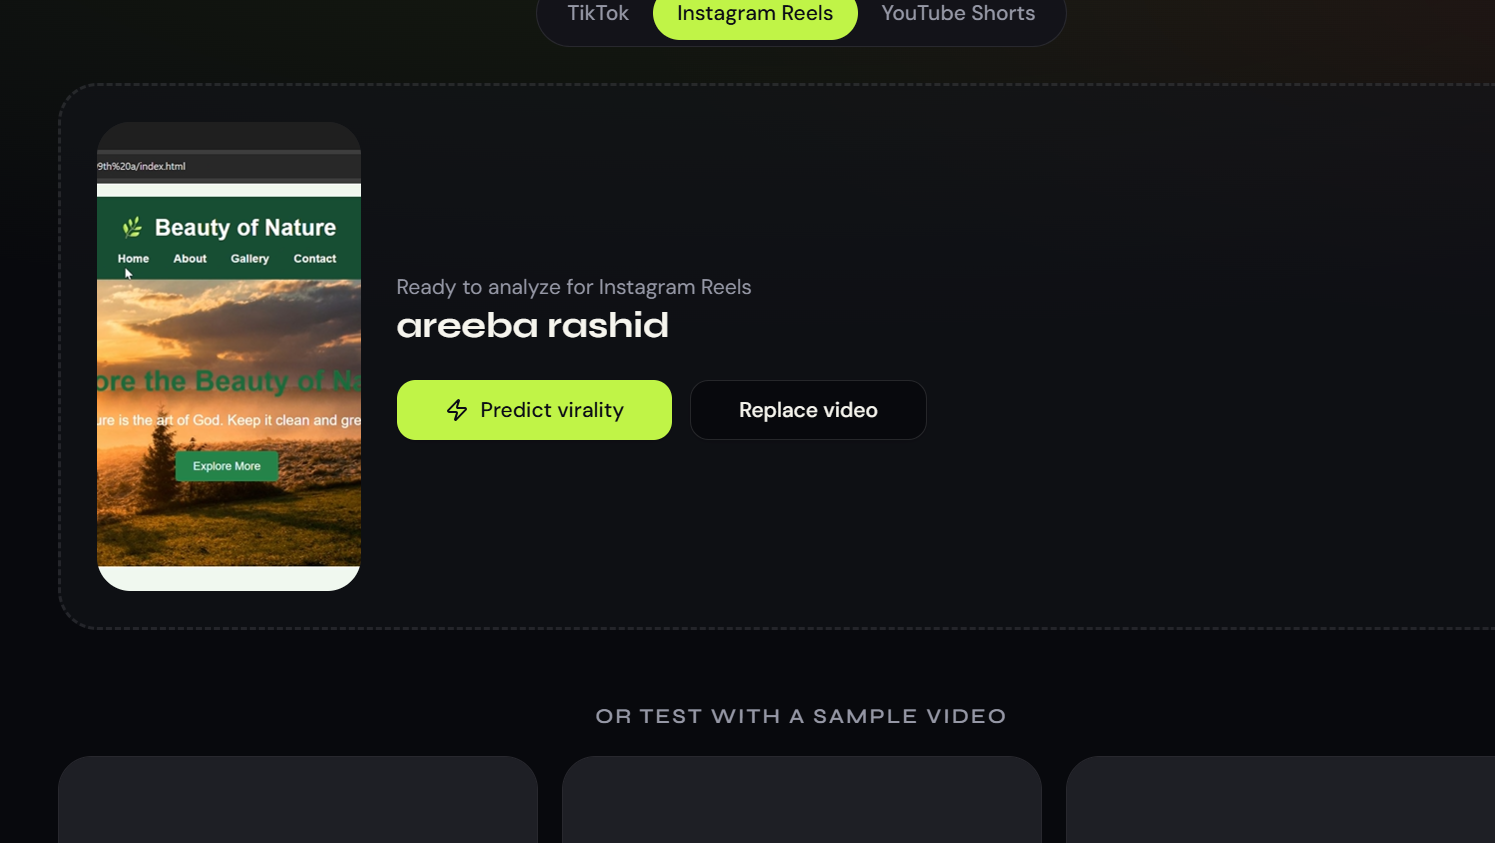 TikTok
Instagram Reels
YouTube Shorts
9th%20a/index.html
Beauty of Nature
Home
About
Gallery
Contact
ore the Beauty of Na
ure is the art of God. Keep it clean and gre
Explore More
Ready to analyze for Instagram Reels
areeba rashid
Predict virality
Replace video
OR TEST WITH A SAMPLE VIDEO